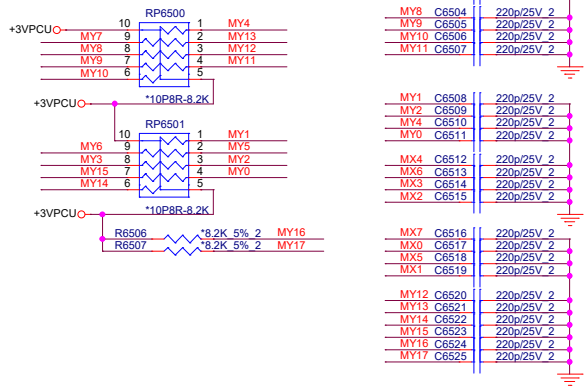 RP6500
+3VPCU 10 1 MY4
MY7 9 2 MY13
MY8 8 3 MY12
MY9 7 4 MY11
MY10 6 5
+3VPCU *10P8R-8.2K
RP6501
10 1 MY1
MY6 9 2 MY5
MY3 8 3 MY2
MY15 7 4 MY0
MY14 6 5
+3VPCU *10P8R-8.2K
R6506 *8.2K_5%_2 MY16
R6507 *8.2K_5%_2 MY17
MY8 C6504 220p/25V_2
MY9 C6505 220p/25V_2
MY10 C6506 220p/25V_2
MY11 C6507 220p/25V_2
MY1 C6508 220p/25V_2
MY2 C6509 220p/25V_2
MY4 C6510 220p/25V_2
MY0 C6511 220p/25V_2
MX4 C6512 220p/25V_2
MX6 C6513 220p/25V_2
MX3 C6514 220p/25V_2
MX2 C6515 220p/25V_2
MX7 C6516 220p/25V_2
MX0 C6517 220p/25V_2
MX5 C6518 220p/25V_2
MX1 C6519 220p/25V_2
MY12 C6520 220p/25V_2
MY13 C6521 220p/25V_2
MY14 C6522 220p/25V_2
MY15 C6523 220p/25V_2
MY16 C6524 220p/25V_2
MY17 C6525 220p/25V_2